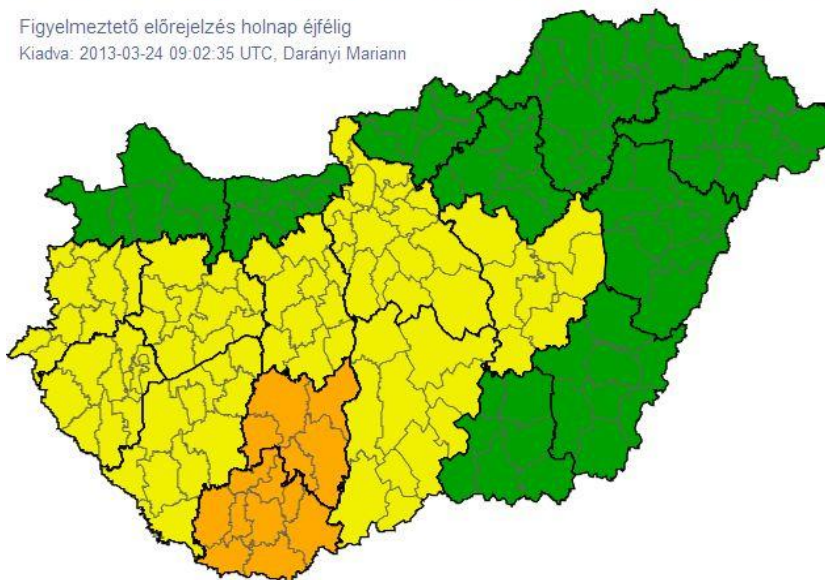 Figyelmeztető előrejelzés holnap éjfélig
Kiadva: 2013-03-24 09:02:35 UTC, Darányi Mariann